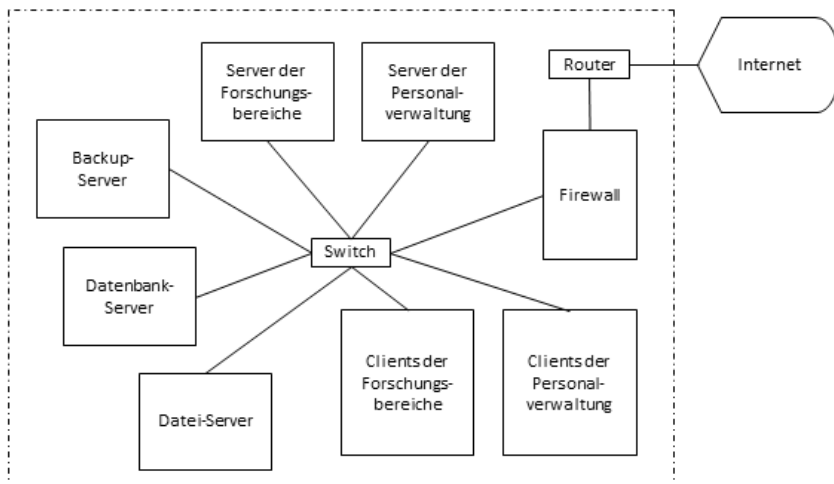 Server der
Forschungs-
bereiche
Server der
Personal-
verwaltung
Router
Internet
Backup-
Server
Firewall
Switch
Datenbank-
Server
Clients der
Forschungs-
bereiche
Clients der
Personal-
verwaltung
Datei-Server